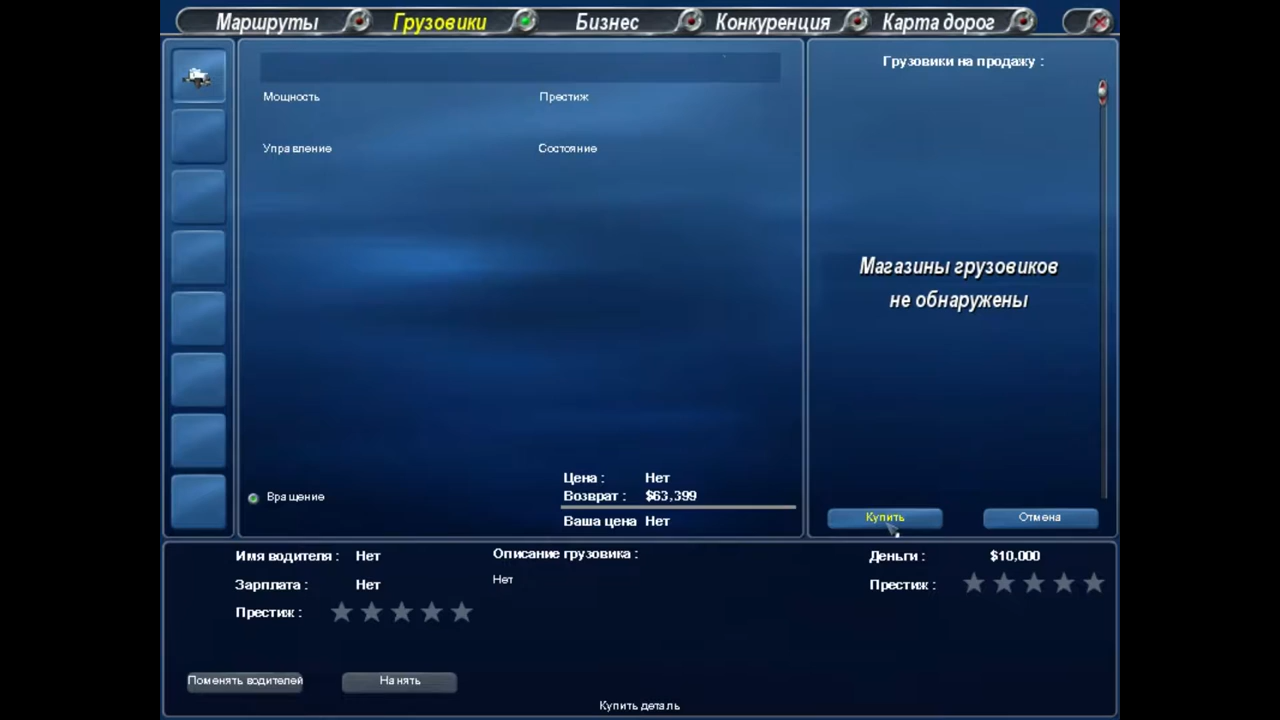 Маршруты Грузовики Бизнес Конкуренция Карта дорог
Грузовики на продажу :
Мощность Престиж
Управление Состояние
Магазины грузовиков
не обнаружены
Цена : Нет
Вращение Возврат : $63,399
Ваша цена Нет
Купить Отмена
Имя водителя : Нет Описание грузовика : Деньги : $10,000
Зарплата : Нет Нет Престиж :
Престиж :
Поменять водителей Нанять
Купить деталь